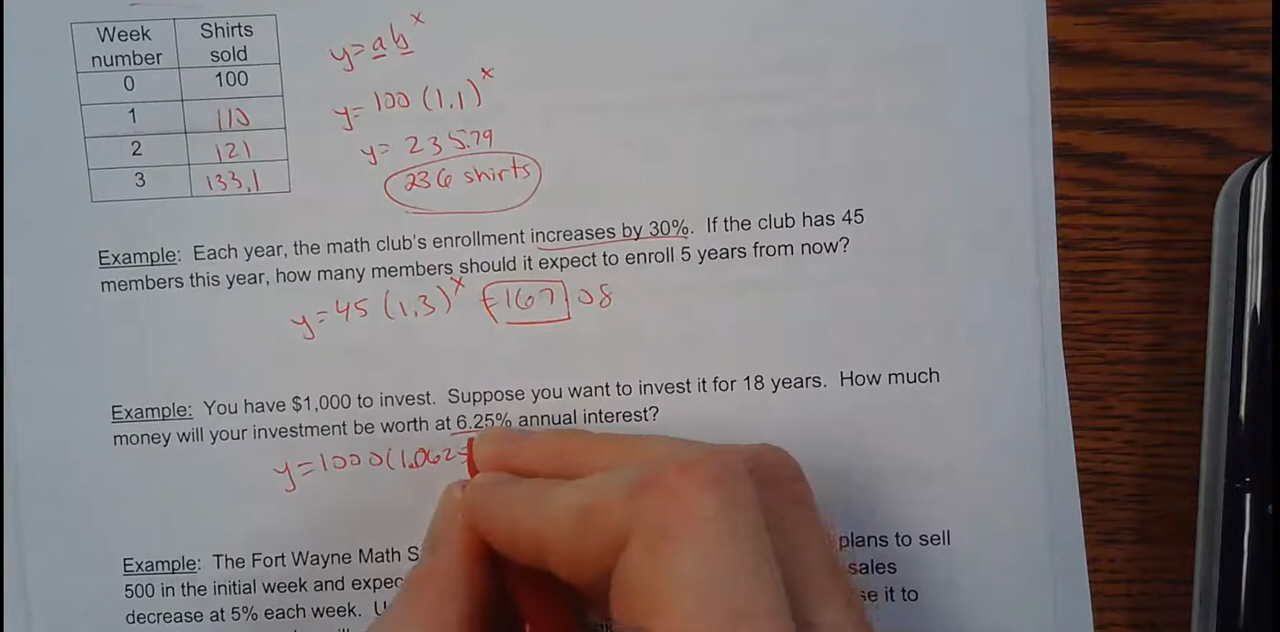 Week number Shirts sold
0 100
1 110
2 121
3 133.1
y=ab^x
y=100(1.1)^x
y=235.79
236 shirts
Example: Each year, the math club's enrollment increases by 30%. If the club has 45
members this year, how many members should it expect to enroll 5 years from now?
y=45(1.3)^x =167.08
Example: You have $1,000 to invest. Suppose you want to invest it for 18 years. How much
money will your investment be worth at 6.25% annual interest?
y=1000(1.0625
Example: The Fort Wayne Math S plans to sell
500 in the initial week and expec sales
decrease at 5% each week. se it to